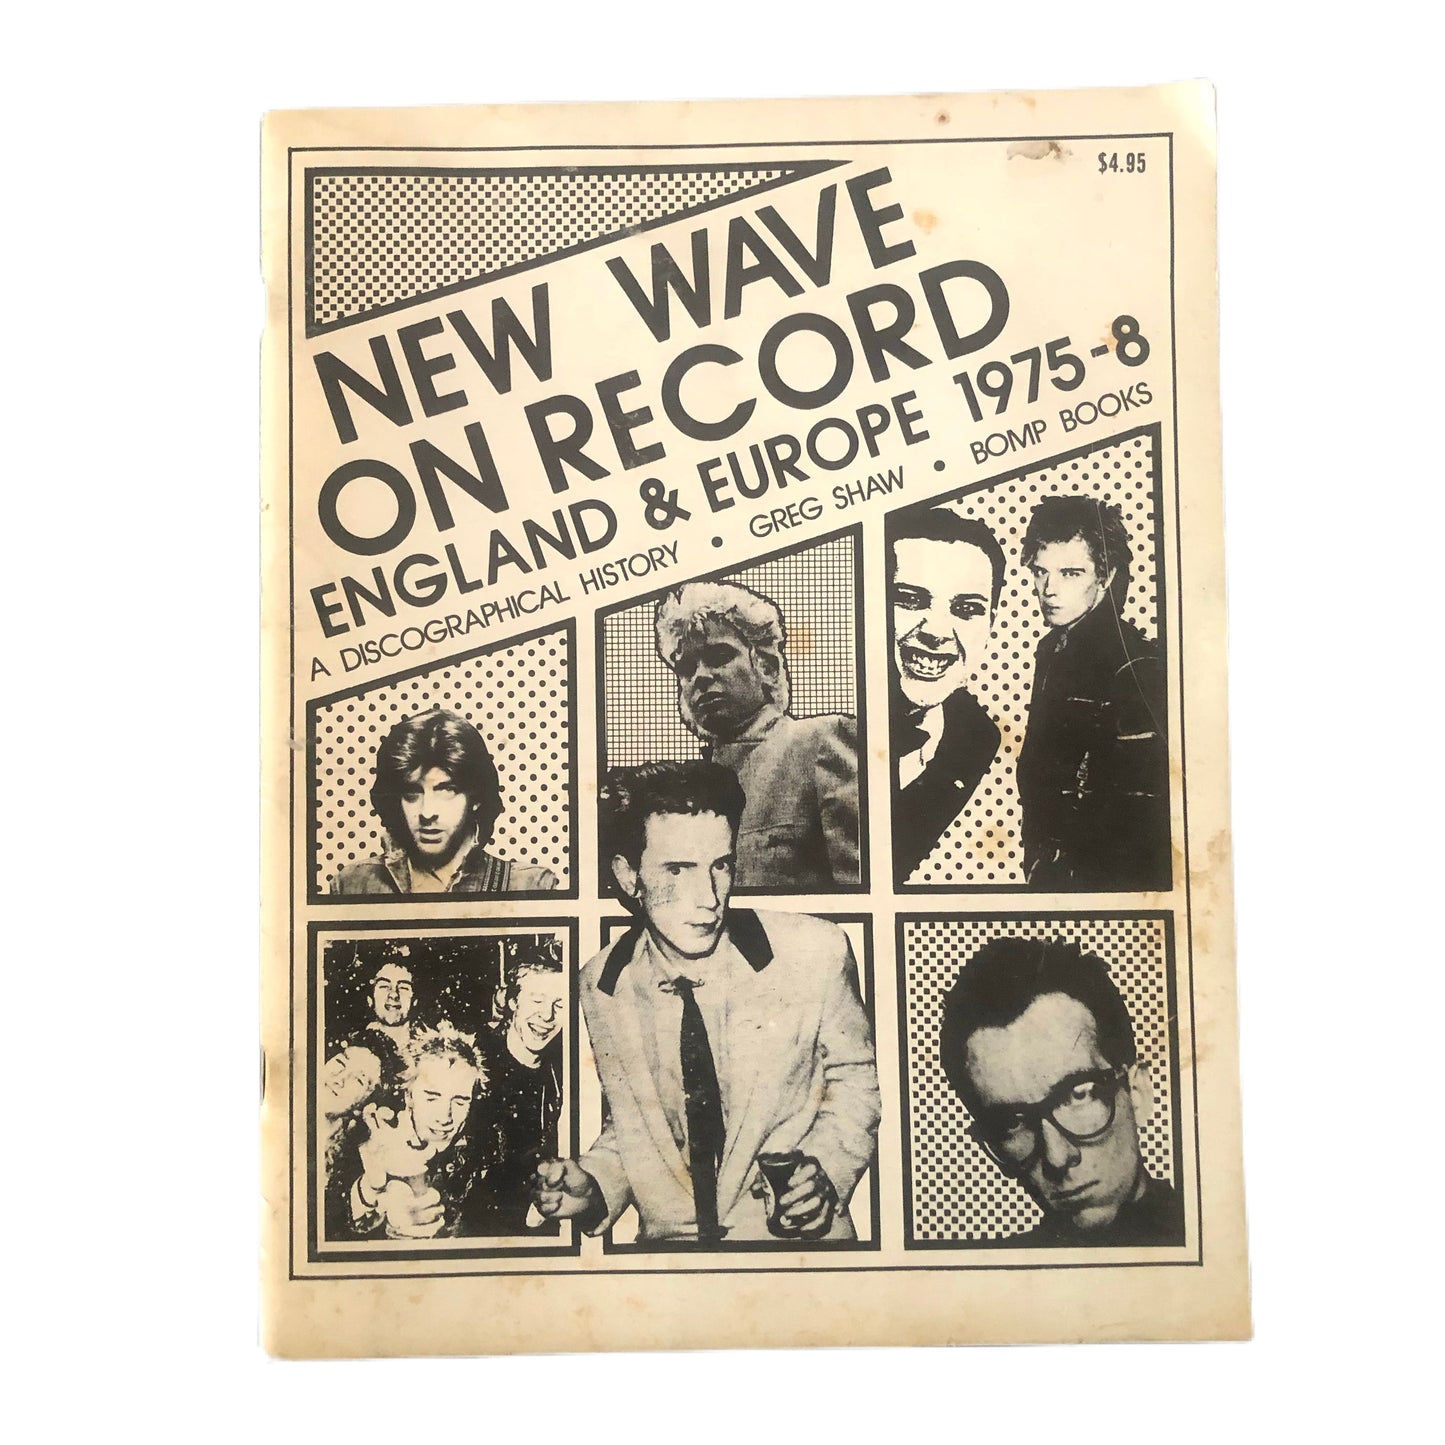 $4.95
NEW WAVE
ON RECORD
ENGLAND & EUROPE 1975-8
A DISCOGRAPHICAL HISTORY • GREG SHAW • BOMP BOOKS